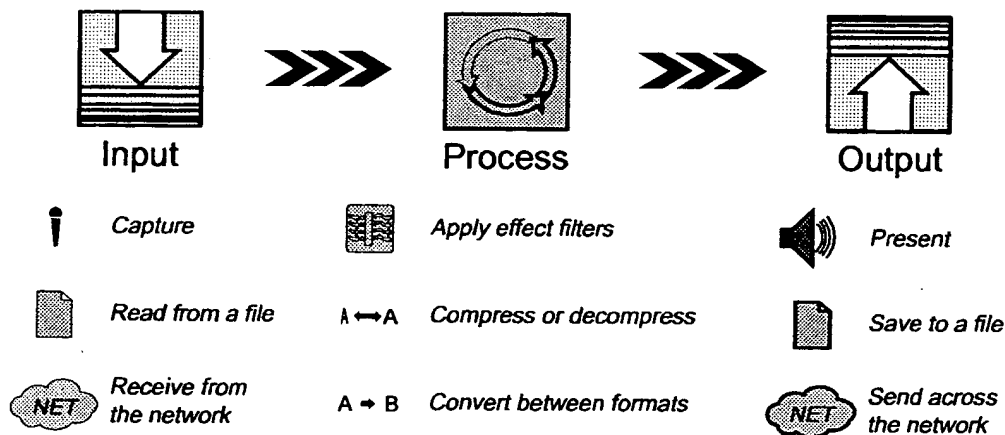 Input
Process
Output
Capture
Apply effect filters
Present
Read from a file
A ↔ A
Compress or decompress
Save to a file
NET
Receive from
the network
A → B
Convert between formats
NET
Send across
the network